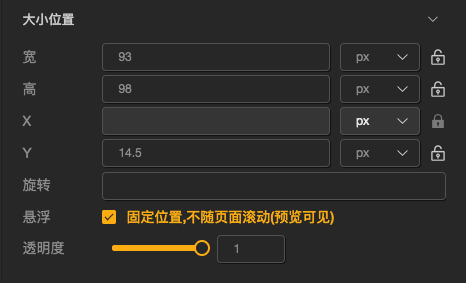 大小位置
宽 93 px
高 98 px
X px
Y 14.5 px
旋转
悬浮 固定位置,不随页面滚动(预览可见)
透明度 1